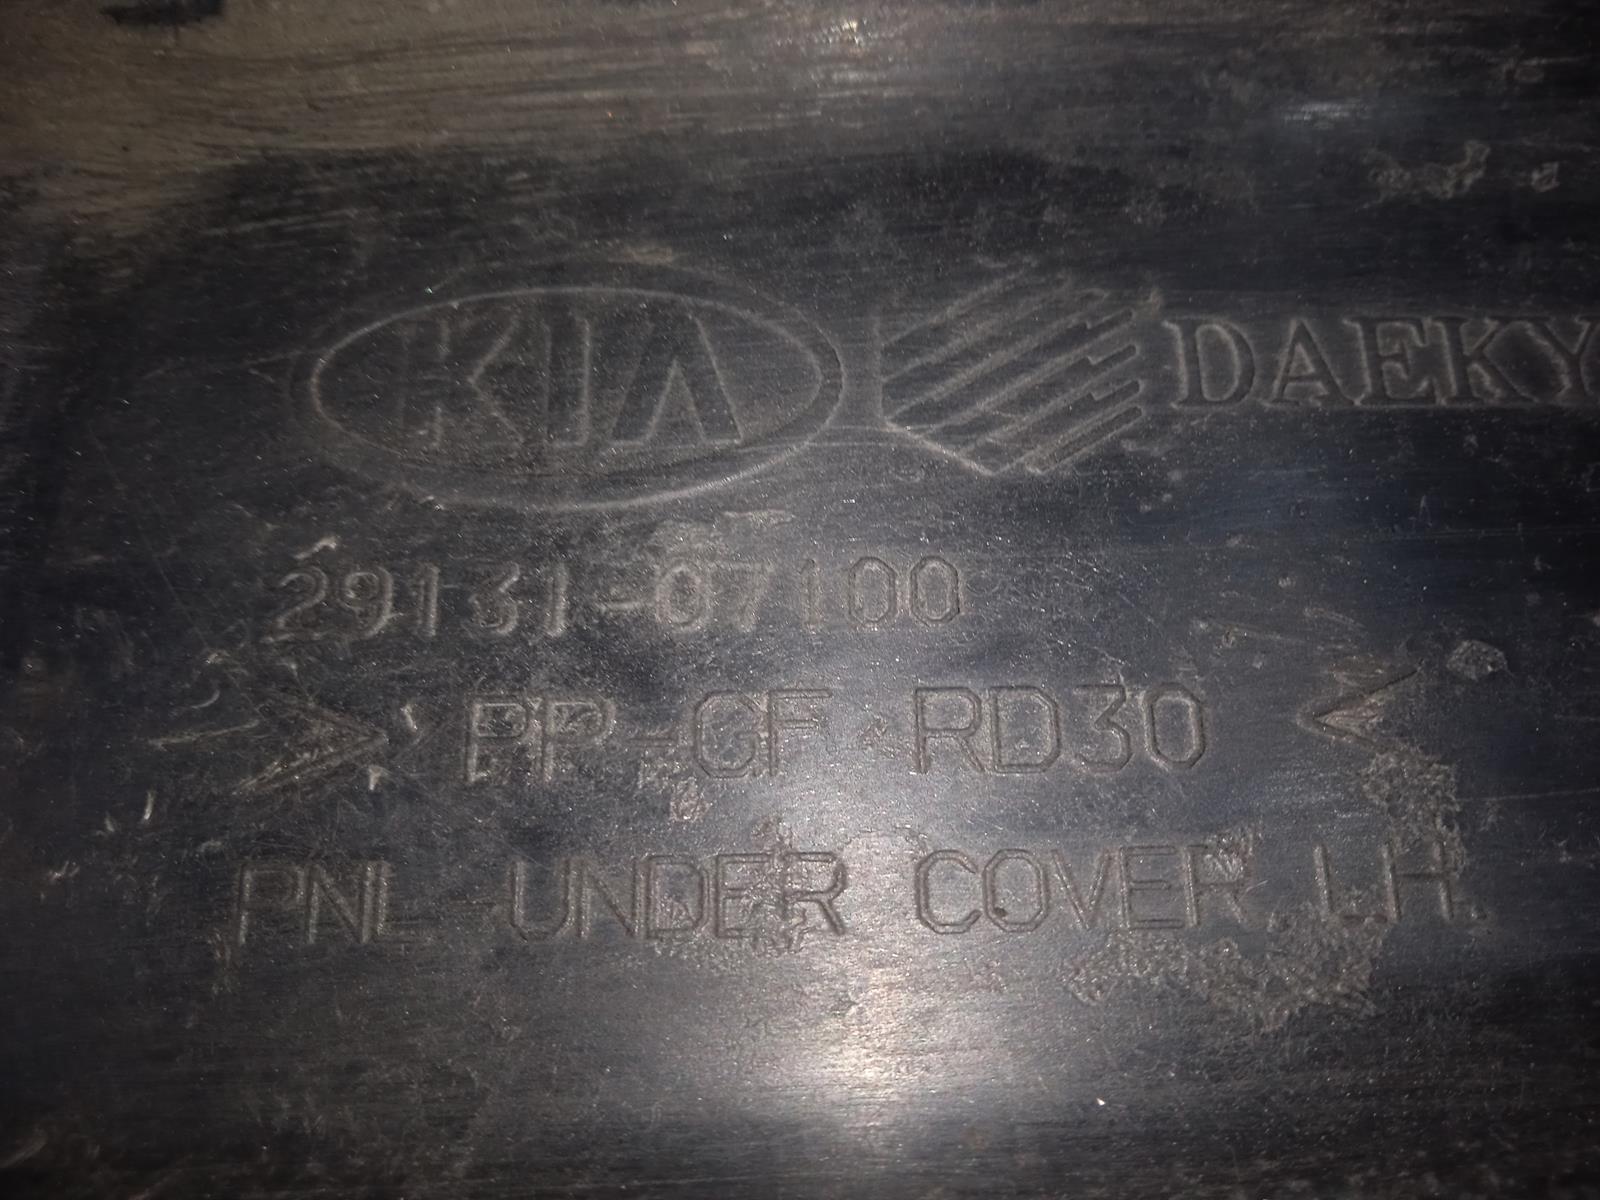 KIA DAEKY
29131-07100
> PP-GF RD30 <
PNL-UNDER COVER LH.